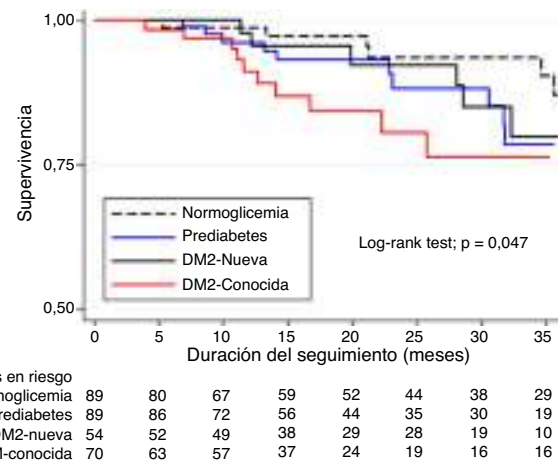 1,00
0,75
0,50
Supervivencia
Normoglicemia
Prediabetes
DM2-Nueva
DM2-Conocida
Log-rank test; p = 0,047
0 5 10 15 20 25 30 35
Duración del seguimiento (meses)
s en riesgo
moglicemia 89 80 67 59 52 44 38 29
rediabetes 89 86 72 56 44 35 30 19
DM2-nueva 54 52 49 38 29 28 19 10
M-conocida 70 63 57 37 24 19 16 16